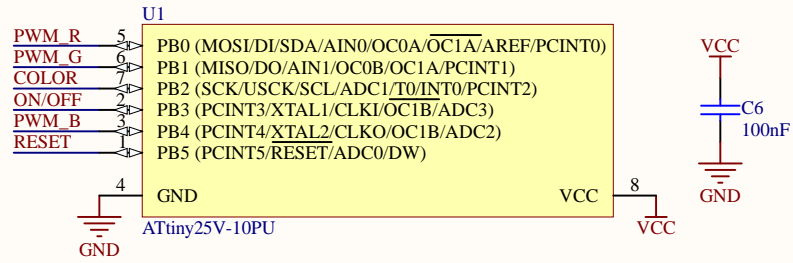 U1
PWM_R 5 PB0 (MOSI/DI/SDA/AIN0/OC0A/OC1A/AREF/PCINT0)
PWM_G 6 PB1 (MISO/DO/AIN1/OC0B/OC1A/PCINT1)
COLOR 7 PB2 (SCK/USCK/SCL/ADC1/T0/INT0/PCINT2)
ON/OFF 2 PB3 (PCINT3/XTAL1/CLKI/OC1B/ADC3)
PWM_B 3 PB4 (PCINT4/XTAL2/CLKO/OC1B/ADC2)
RESET 1 PB5 (PCINT5/RESET/ADC0/DW)
4 GND VCC 8
GND
VCC
ATtiny25V-10PU
VCC
C6
100nF
GND